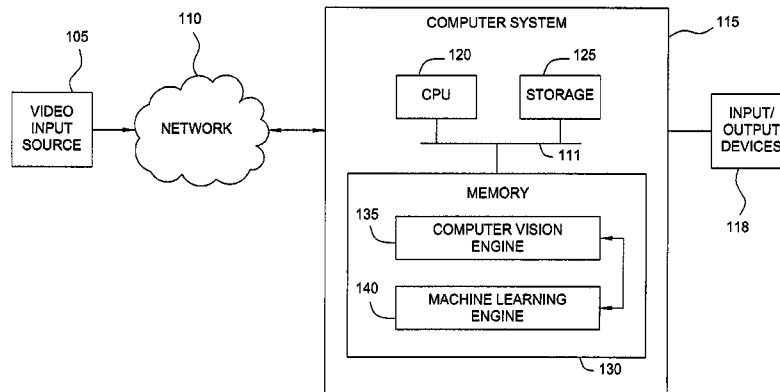 COMPUTER SYSTEM
115
105
110
120
125
CPU
STORAGE
VIDEO
INPUT
SOURCE
NETWORK
INPUT/
OUTPUT
DEVICES
111
118
MEMORY
135
COMPUTER VISION
ENGINE
140
MACHINE LEARNING
ENGINE
130